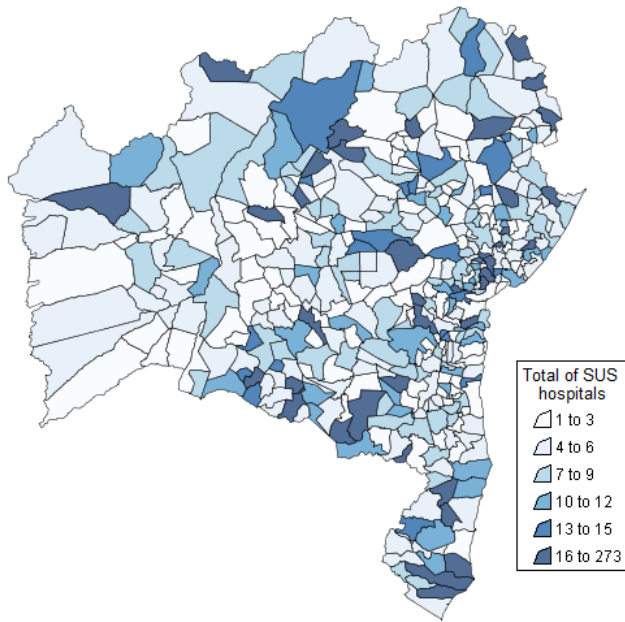 Total of SUS
hospitals
1 to 3
4 to 6
7 to 9
10 to 12
13 to 15
16 to 273